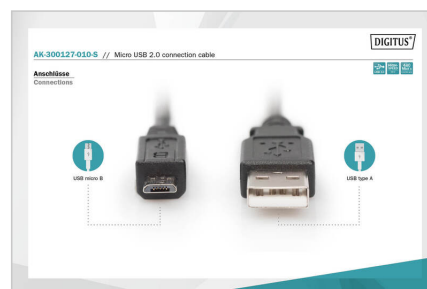 DIGITUS®
AK-300127-010-S // Micro USB 2.0 connection cable
Anschlüsse
Connections
USB micro B
USB type A